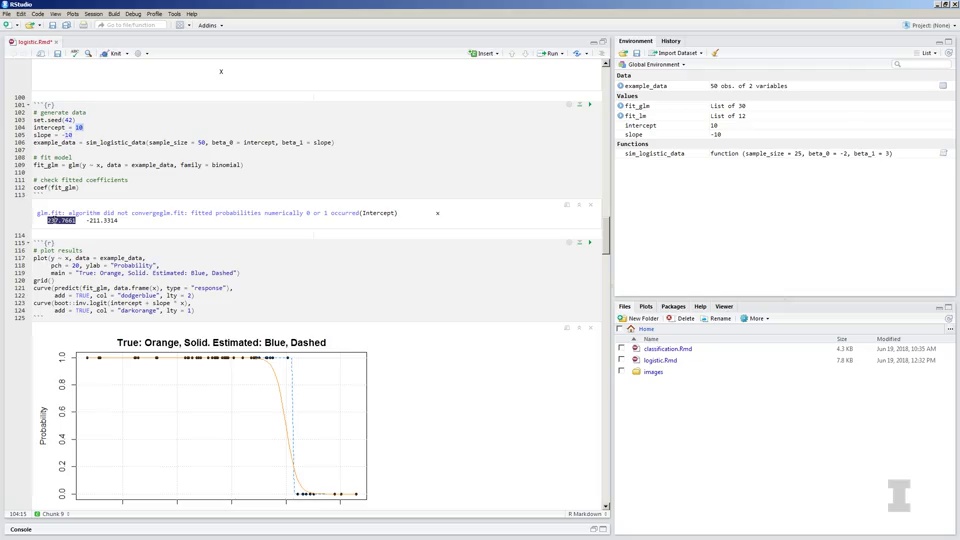 RStudio
File Edit Code View Plots Session Build Debug Profile Tools Help
Go to file/function Addins Project: (None)
logistic.Rmd*
ABC Knit Insert Run
x
100
101 ```{r}
102 # generate data
103 set.seed(42)
104 intercept = 10
105 slope = -10
106 example_data = sim_logistic_data(sample_size = 50, beta_0 = intercept, beta_1 = slope)
107
108 # fit model
109 fit_glm = glm(y ~ x, data = example_data, family = binomial)
110
111 # check fitted coefficients
112 coef(fit_glm)
113 ```
glm.fit: algorithm did not convergeglm.fit: fitted probabilities numerically 0 or 1 occurred(Intercept) x
237.7661 -211.3314
114
115 ```{r}
116 # plot results
117 plot(y ~ x, data = example_data,
118 pch = 20, ylab = "Probability",
119 main = "True: Orange, Solid. Estimated: Blue, Dashed")
120 grid()
121 curve(predict(fit_glm, data.frame(x), type = "response"),
122 add = TRUE, col = "dodgerblue", lty = 2)
123 curve(boot::inv.logit(intercept + slope * x),
124 add = TRUE, col = "darkorange", lty = 1)
125 ```
True: Orange, Solid. Estimated: Blue, Dashed
Probability
1.0
0.8
0.6
0.4
0.2
0.0
104:15 Chunk 9 R Markdown
Console
Environment History
Import Dataset List
Global Environment
Data
example_data 50 obs. of 2 variables
Values
fit_glm List of 30
fit_lm List of 12
intercept 10
slope -10
Functions
sim_logistic_data function (sample_size = 25, beta_0 = -2, beta_1 = 3)
Files Plots Packages Help Viewer
New Folder Delete Rename More
Home
Name Size Modified
classification.Rmd 4.3 KB Jun 19, 2018, 10:35 AM
logistic.Rmd 7.8 KB Jun 19, 2018, 12:32 PM
images
I